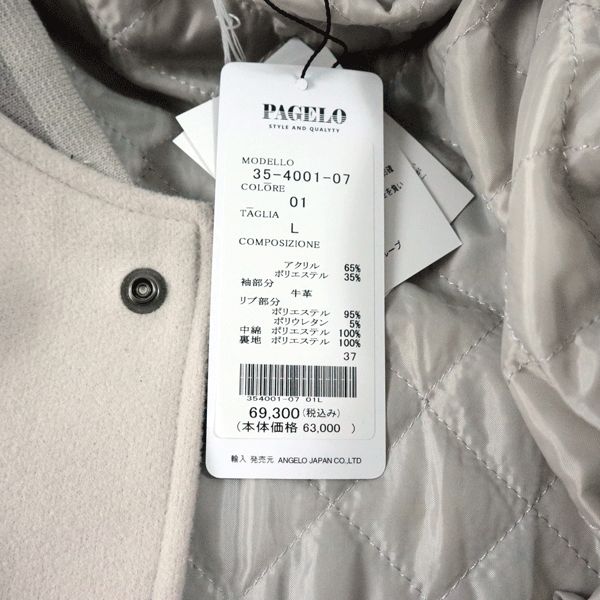 PAGELO
STYLE AND QUALYTY
MODELLO
35-4001-07
COLORE
01
TAGLIA
L
COMPOSIZIONE
アクリル 65%
ポリエステル 35%
袖部分
牛革
リブ部分
ポリエステル 95%
ポリウレタン 5%
中綿 ポリエステル 100%
裏地 ポリエステル 100%
37
354001-07 01L
69,300(税込み)
(本体価格 63,000 )
輸入 発売元 ANGELO JAPAN CO.,LTD